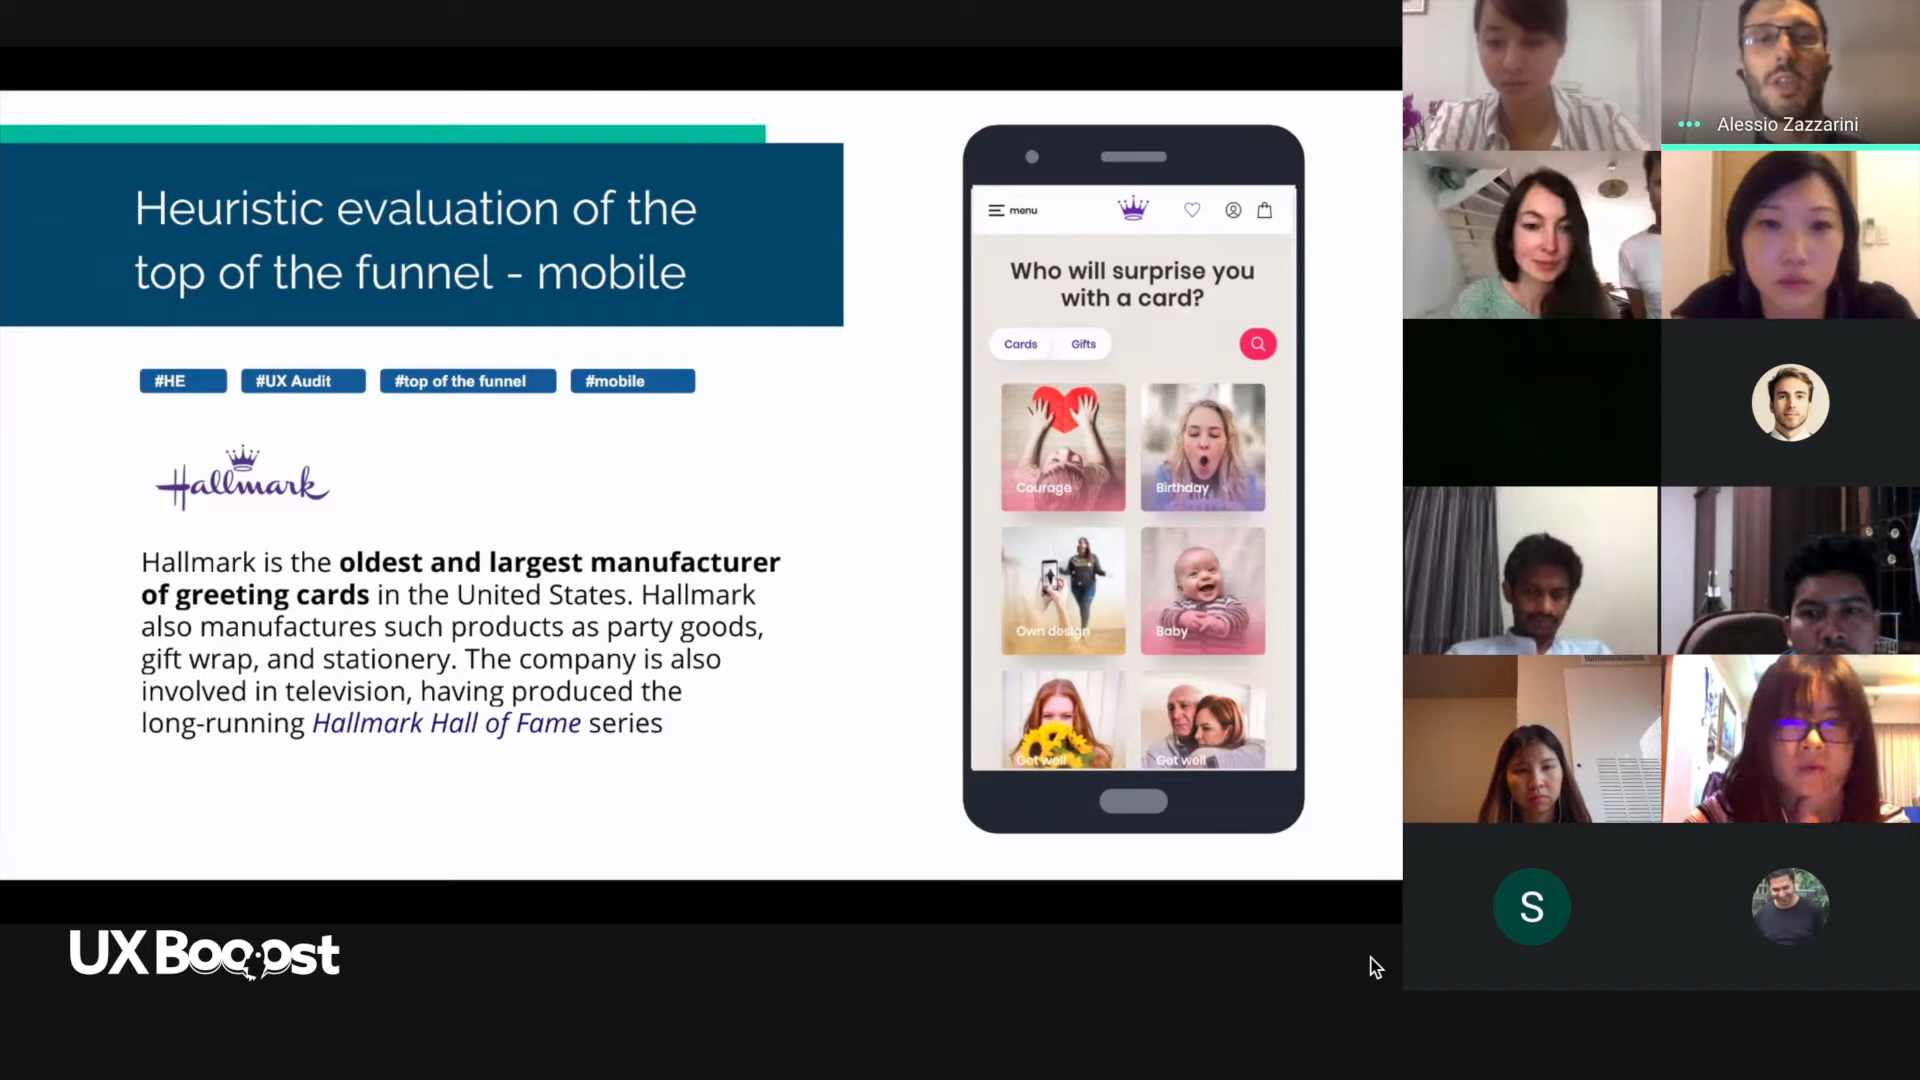 Heuristic evaluation of the
top of the funnel - mobile
#HE
#UX Audit
#top of the funnel
#mobile
Hallmark
Hallmark is the oldest and largest manufacturer
of greeting cards in the United States. Hallmark
also manufactures such products as party goods,
gift wrap, and stationery. The company is also
involved in television, having produced the
long-running Hallmark Hall of Fame series
menu
Who will surprise you
with a card?
Cards
Gifts
Courage
Birthday
Own design
Baby
Get well
Get well
Alessio Zazzarini
S
UX Booost